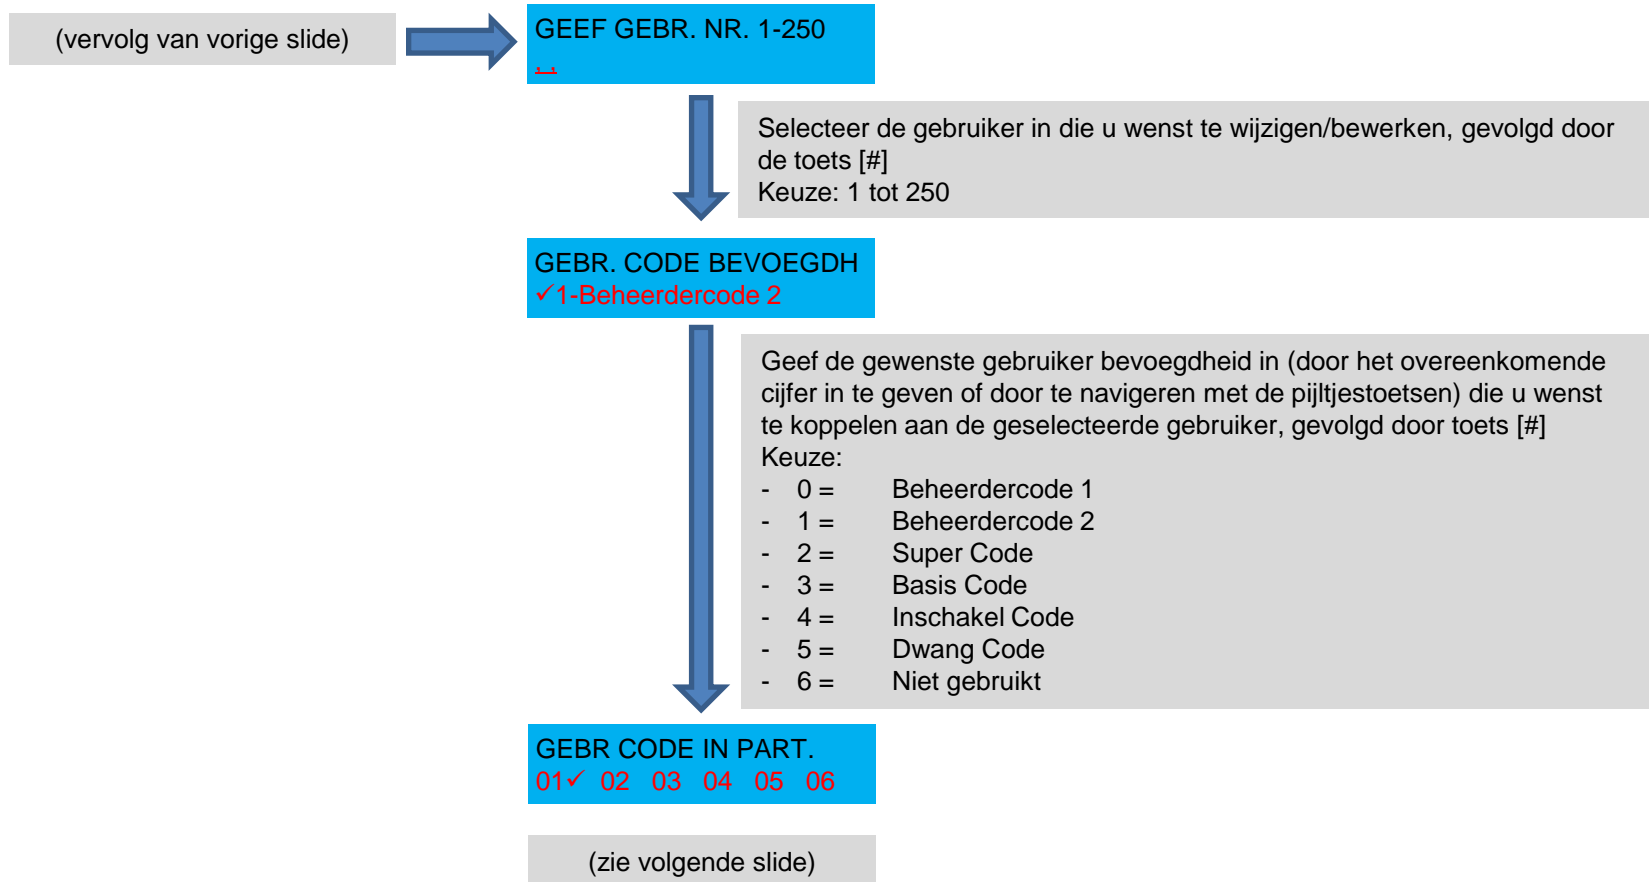 (vervolg van vorige slide)
GEEF GEBR. NR. 1-250
. .
Selecteer de gebruiker in die u wenst te wijzigen/bewerken, gevolgd door
de toets [#]
Keuze: 1 tot 250
GEBR. CODE BEVOEGDH
✓1-Beheerdercode 2
Geef de gewenste gebruiker bevoegdheid in (door het overeenkomende
cijfer in te geven of door te navigeren met de pijltjestoetsen) die u wenst
te koppelen aan de geselecteerde gebruiker, gevolgd door toets [#]
Keuze:
- 0 = Beheerdercode 1
- 1 = Beheerdercode 2
- 2 = Super Code
- 3 = Basis Code
- 4 = Inschakel Code
- 5 = Dwang Code
- 6 = Niet gebruikt
GEBR CODE IN PART.
01✓ 02 03 04 05 06
(zie volgende slide)